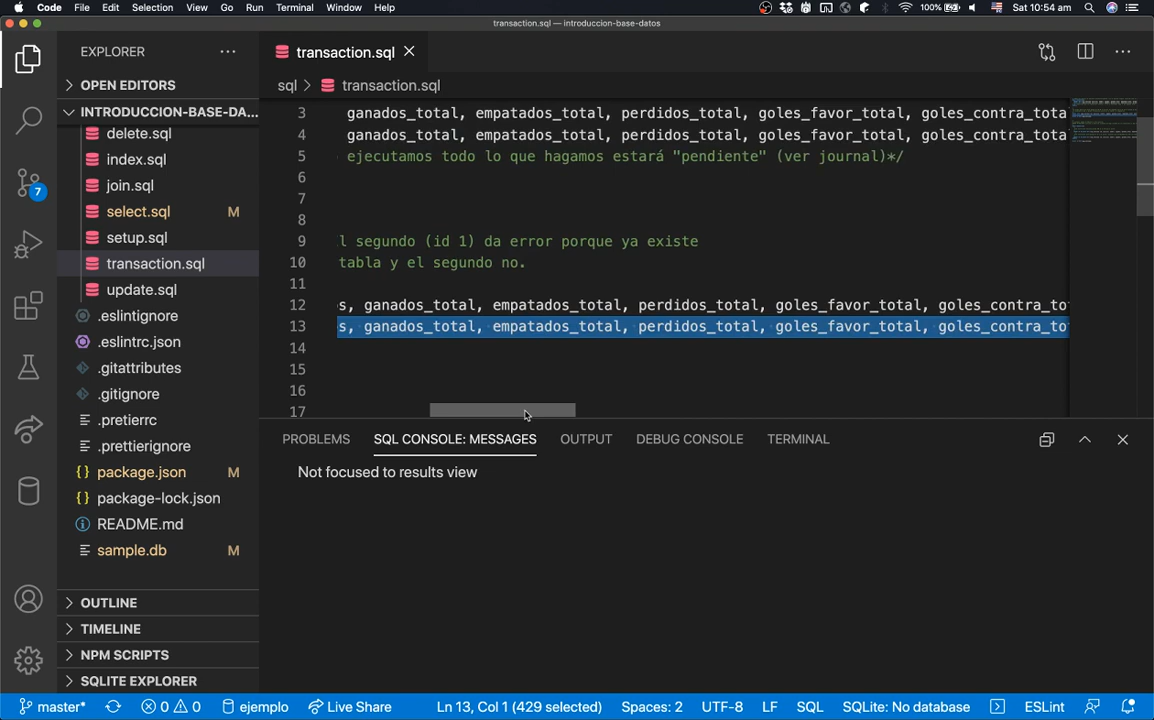 Code File Edit Selection View Go Run Terminal Window Help 100% Sat 10:54 am
transaction.sql — introduccion-base-datos
EXPLORER
OPEN EDITORS
INTRODUCCION-BASE-DA...
delete.sql
index.sql
join.sql
select.sql M
setup.sql
transaction.sql
update.sql
.eslintignore
.eslintrc.json
.gitattributes
.gitignore
.pretierrc
.prettierignore
package.json M
package-lock.json
README.md
sample.db M
OUTLINE
TIMELINE
NPM SCRIPTS
SQLITE EXPLORER
7
transaction.sql
sql > transaction.sql
3 ganados_total, empatados_total, perdidos_total, goles_favor_total, goles_contra_tota
4 ganados_total, empatados_total, perdidos_total, goles_favor_total, goles_contra_tota
5 ejecutamos todo lo que hagamos estará "pendiente" (ver journal)*/
6
7
8
9 l segundo (id 1) da error porque ya existe
10 tabla y el segundo no.
11
12 s, ganados_total, empatados_total, perdidos_total, goles_favor_total, goles_contra_to
13 s, ganados_total, empatados_total, perdidos_total, goles_favor_total, goles_contra_to
14
15
16
17
PROBLEMS SQL CONSOLE: MESSAGES OUTPUT DEBUG CONSOLE TERMINAL
Not focused to results view
master* 0 0 ejemplo Live Share Ln 13, Col 1 (429 selected) Spaces: 2 UTF-8 LF SQL SQLite: No database ESLint